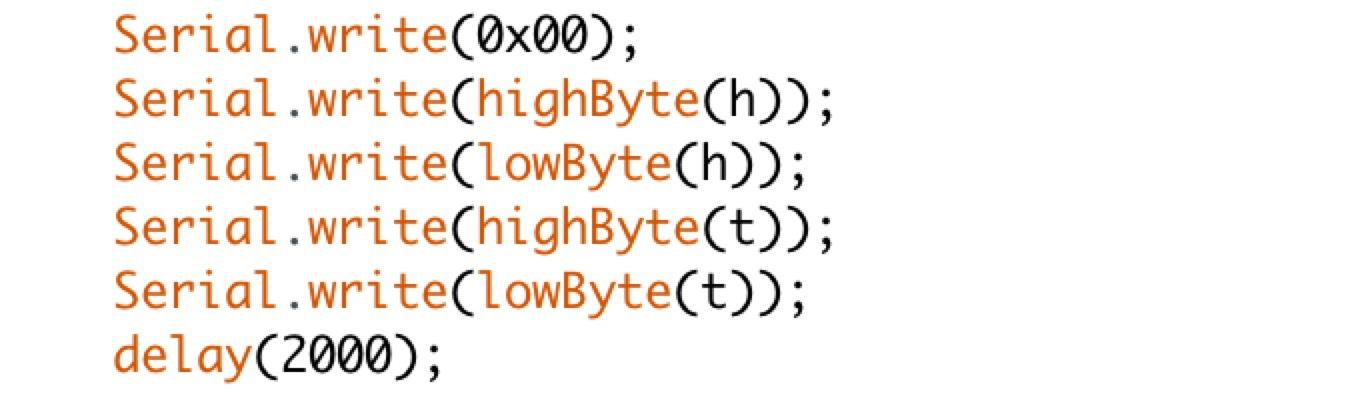 Serial.write(0x00);
Serial.write(highByte(h));
Serial.write(lowByte(h));
Serial.write(highByte(t));
Serial.write(lowByte(t));
delay(2000);